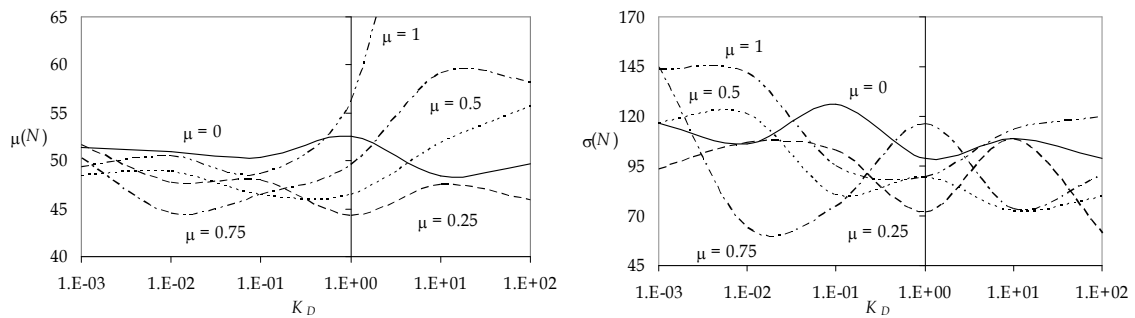 65
60
55
50
45
40
μ(N)
μ = 1
μ = 0.5
μ = 0
μ = 0.25
μ = 0.75
1.E-03 1.E-02 1.E-01 1.E+00 1.E+01 1.E+02
K D
170
145
120
95
70
45
σ(N)
μ = 1
μ = 0.5
μ = 0
μ = 0.25
μ = 0.75
1.E-03 1.E-02 1.E-01 1.E+00 1.E+01 1.E+02
K D